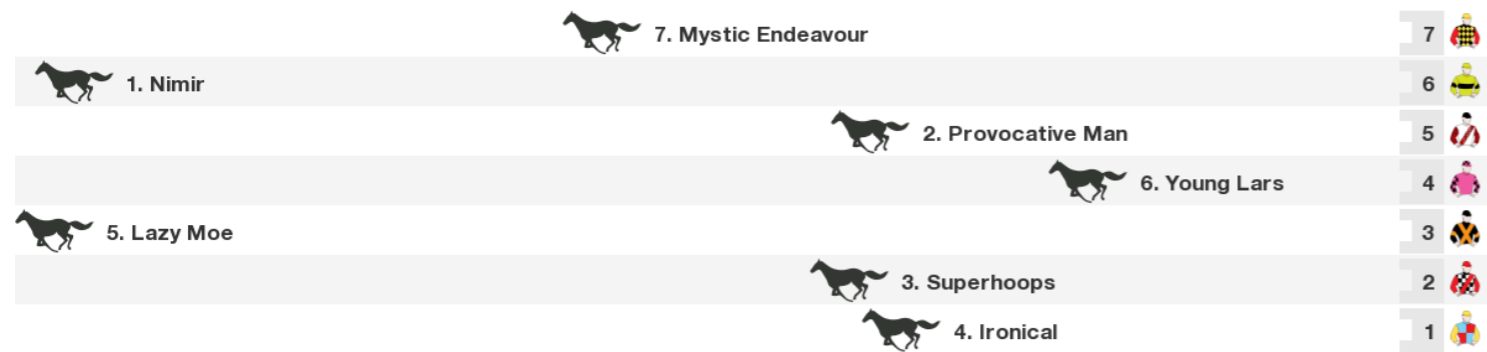 7. Mystic Endeavour 7
1. Nimir 6
2. Provocative Man 5
6. Young Lars 4
5. Lazy Moe 3
3. Superhoops 2
4. Ironical 1